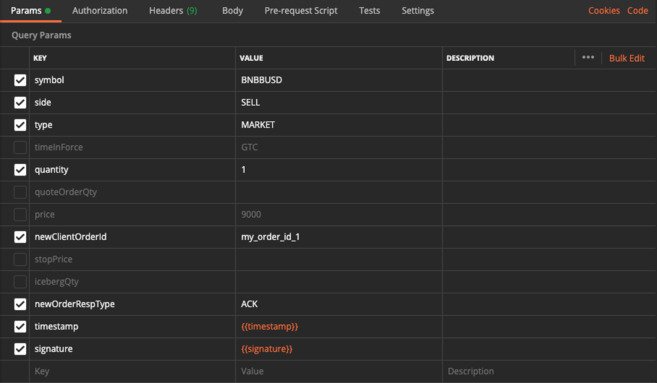 Params Authorization Headers (9) Body Pre-request Script Tests Settings Cookies Code
Query Params
KEY VALUE DESCRIPTION ••• Bulk Edit
symbol BNBBUSD
side SELL
type MARKET
timeInForce GTC
quantity 1
quoteOrderQty
price 9000
newClientOrderId my_order_id_1
stopPrice
icebergQty
newOrderRespType ACK
timestamp {{timestamp}}
signature {{signature}}
Key Value Description